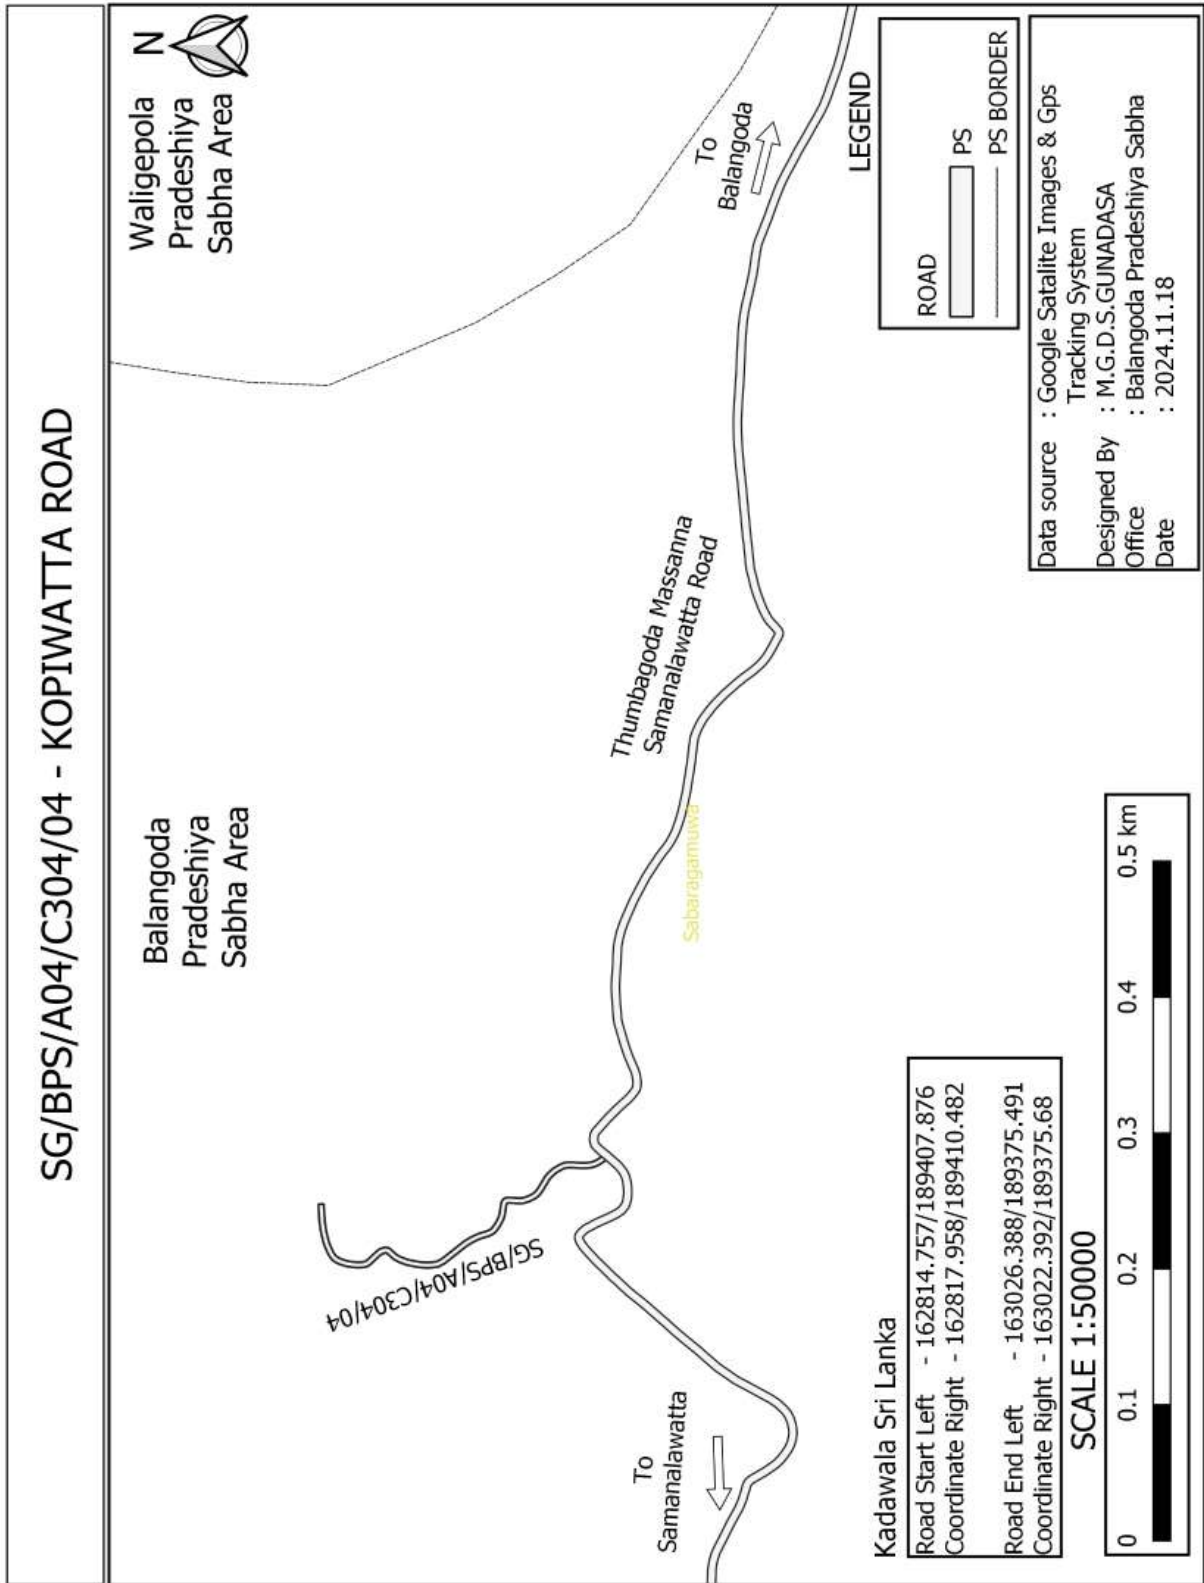 SG/BPS/A04/C304/04 - KOPIWATTA ROAD
Balangoda
Pradeshiya
Sabha Area
Waligepola
Pradeshiya
Sabha Area
N
SG/BPS/A04/C304/04
Thumbagoda Massanna
Samanalawatta Road
Sabaragamuwa
To
Samanalawatta
To
Balangoda
Kadawala Sri Lanka
Road Start Left - 162814.757/189407.876
Coordinate Right - 162817.958/189410.482
Road End Left - 163026.388/189375.491
Coordinate Right - 163022.392/189375.68
SCALE 1:50000
0 0.1 0.2 0.3 0.4 0.5 km
LEGEND
ROAD
PS
PS BORDER
Data source : Google Satalite Images & Gps
Tracking System
Designed By : M.G.D.S.GUNADASA
Office : Balangoda Pradeshiya Sabha
Date : 2024.11.18